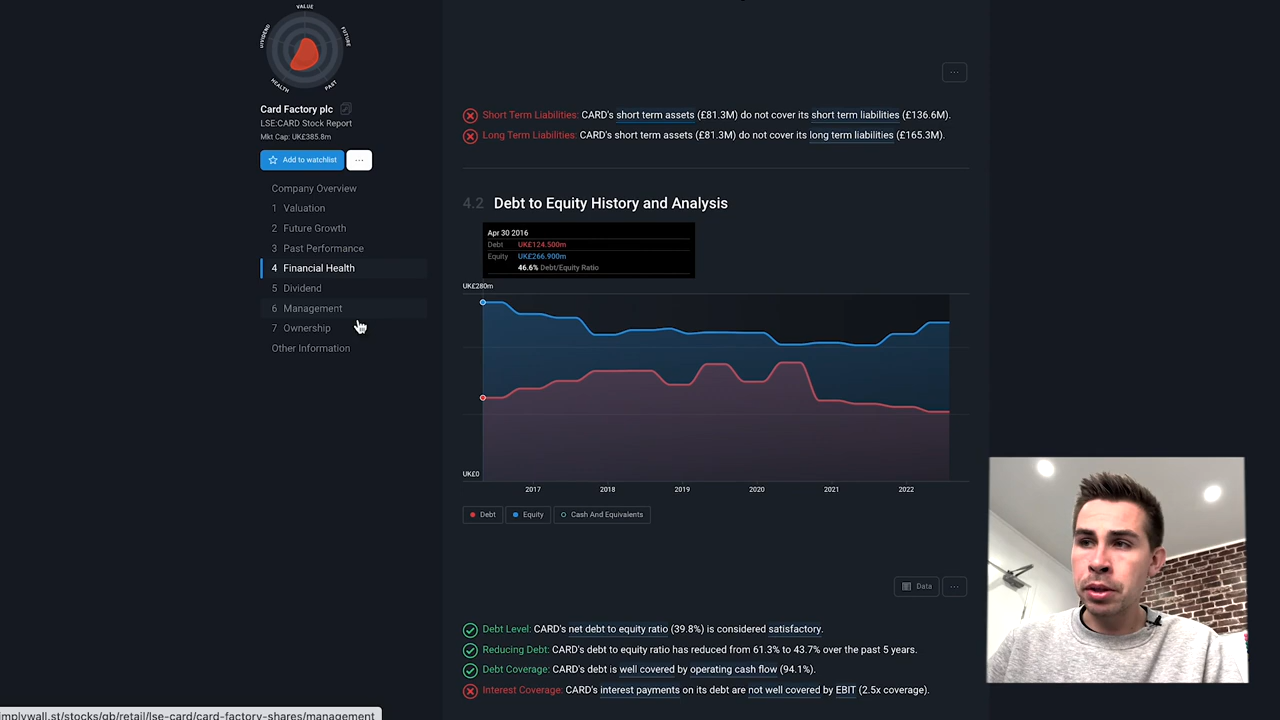 VALUE
FUTURE
PAST
HEALTH
DIVIDEND
Card Factory plc
LSE:CARD Stock Report
Mkt Cap: UK£385.8m
Add to watchlist
...
Company Overview
1 Valuation
2 Future Growth
3 Past Performance
4 Financial Health
5 Dividend
6 Management
7 Ownership
Other Information
...
Short Term Liabilities: CARD's short term assets (£81.3M) do not cover its short term liabilities (£136.6M).
Long Term Liabilities: CARD's short term assets (£81.3M) do not cover its long term liabilities (£165.3M).
4.2 Debt to Equity History and Analysis
Apr 30 2016
Debt UK£124.500m
Equity UK£266.900m
46.6% Debt/Equity Ratio
UK£280m
UK£0
2017 2018 2019 2020 2021 2022
Debt Equity Cash And Equivalents
Data ...
Debt Level: CARD's net debt to equity ratio (39.8%) is considered satisfactory.
Reducing Debt: CARD's debt to equity ratio has reduced from 61.3% to 43.7% over the past 5 years.
Debt Coverage: CARD's debt is well covered by operating cash flow (94.1%).
Interest Coverage: CARD's interest payments on its debt are not well covered by EBIT (2.5x coverage).
implywall.st/stocks/gb/retail/lse-card/card-factory-shares/management